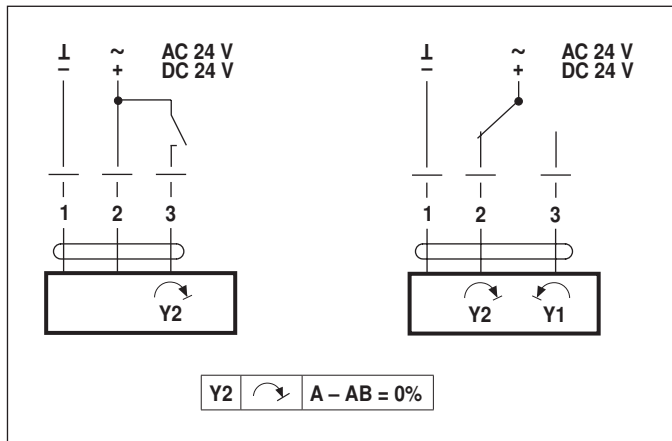 ⊥ ~ AC 24 V
– + DC 24 V
1 2 3
Y2
⊥ ~ AC 24 V
– + DC 24 V
1 2 3
Y2 Y1
Y2 A – AB = 0%